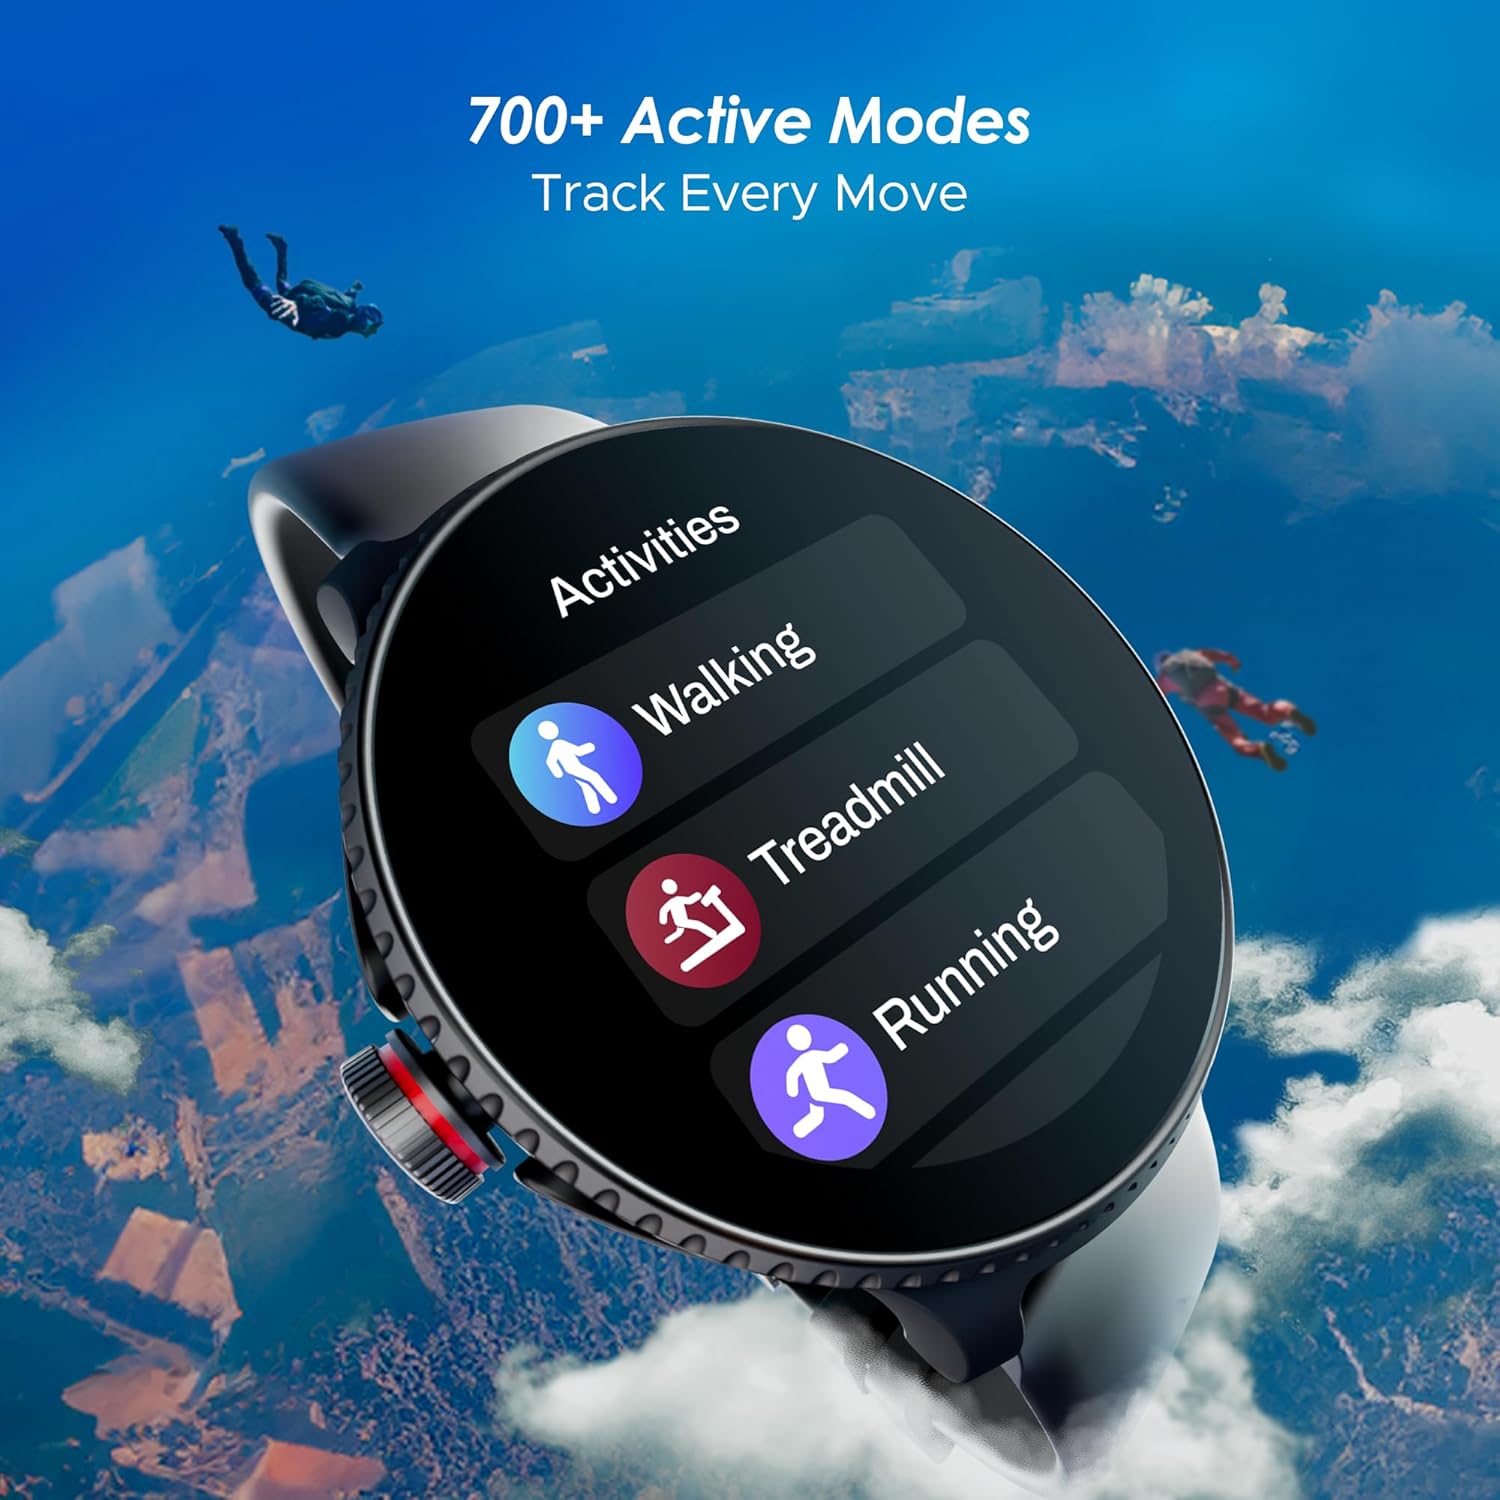 700+ Active Modes
Track Every Move
Activities
Walking
Treadmill
Running